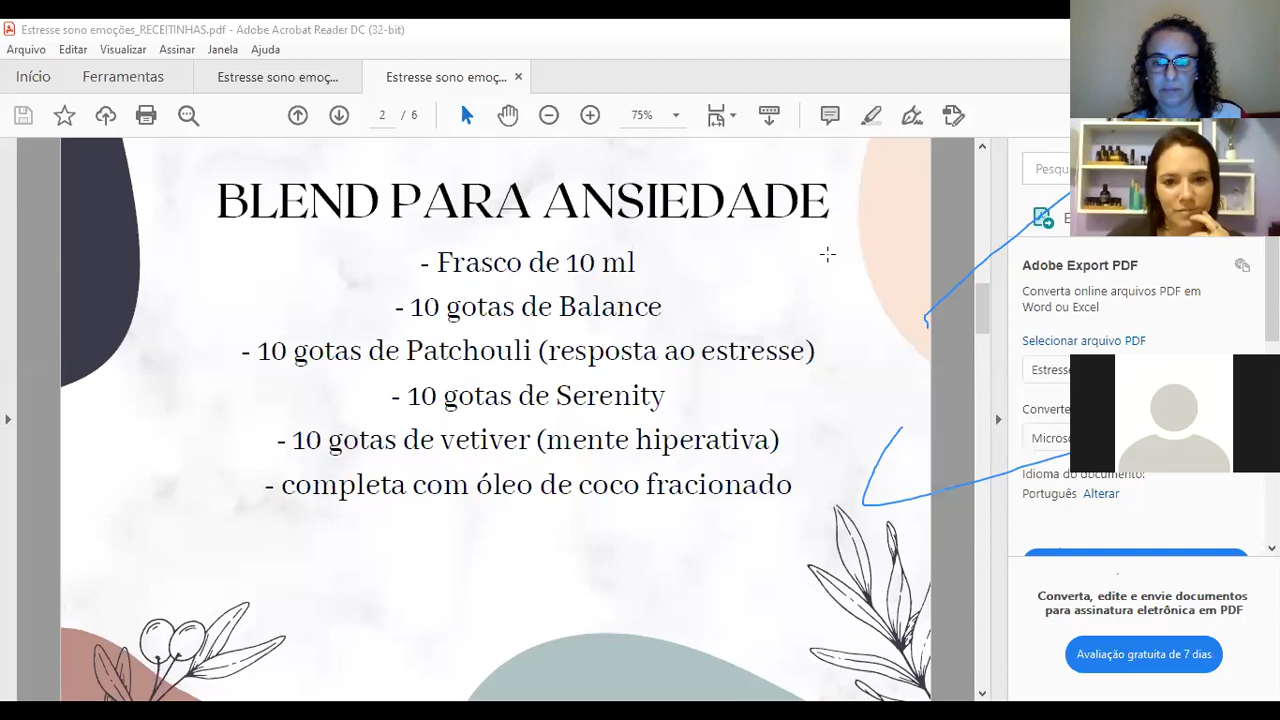 Estresse sono emoções_RECEITINHAS.pdf - Adobe Acrobat Reader DC (32-bit)
Arquivo Editar Visualizar Assinar Janela Ajuda
Início Ferramentas Estresse sono emoç... Estresse sono emoç... ×
2 / 6 75%
BLEND PARA ANSIEDADE
- Frasco de 10 ml
- 10 gotas de Balance
- 10 gotas de Patchouli (resposta ao estresse)
- 10 gotas de Serenity
- 10 gotas de vetiver (mente hiperativa)
- completa com óleo de coco fracionado
Adobe Export PDF
Converta online arquivos PDF em
Word ou Excel
Selecionar arquivo PDF
Idioma do documento:
Português Alterar
Converta, edite e envie documentos
para assinatura eletrônica em PDF
Avaliação gratuita de 7 dias